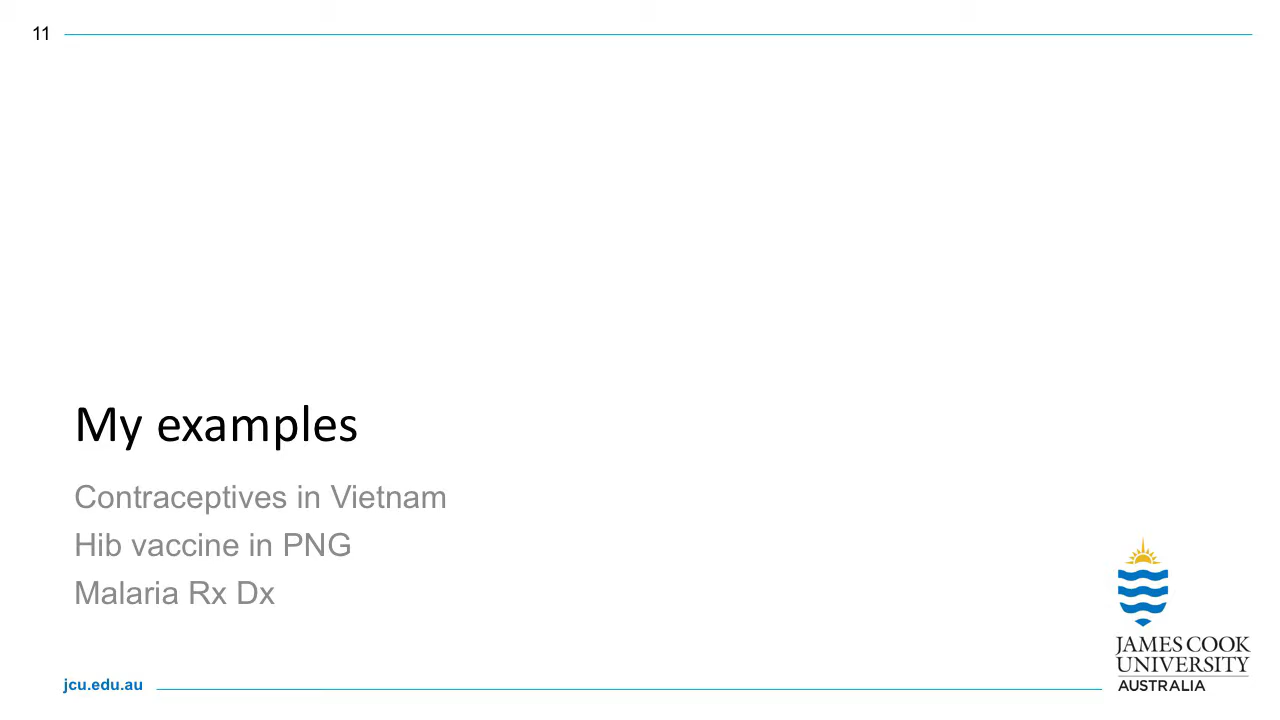 11
My examples
Contraceptives in Vietnam
Hib vaccine in PNG
Malaria Rx Dx
JAMES COOK
UNIVERSITY
AUSTRALIA
jcu.edu.au